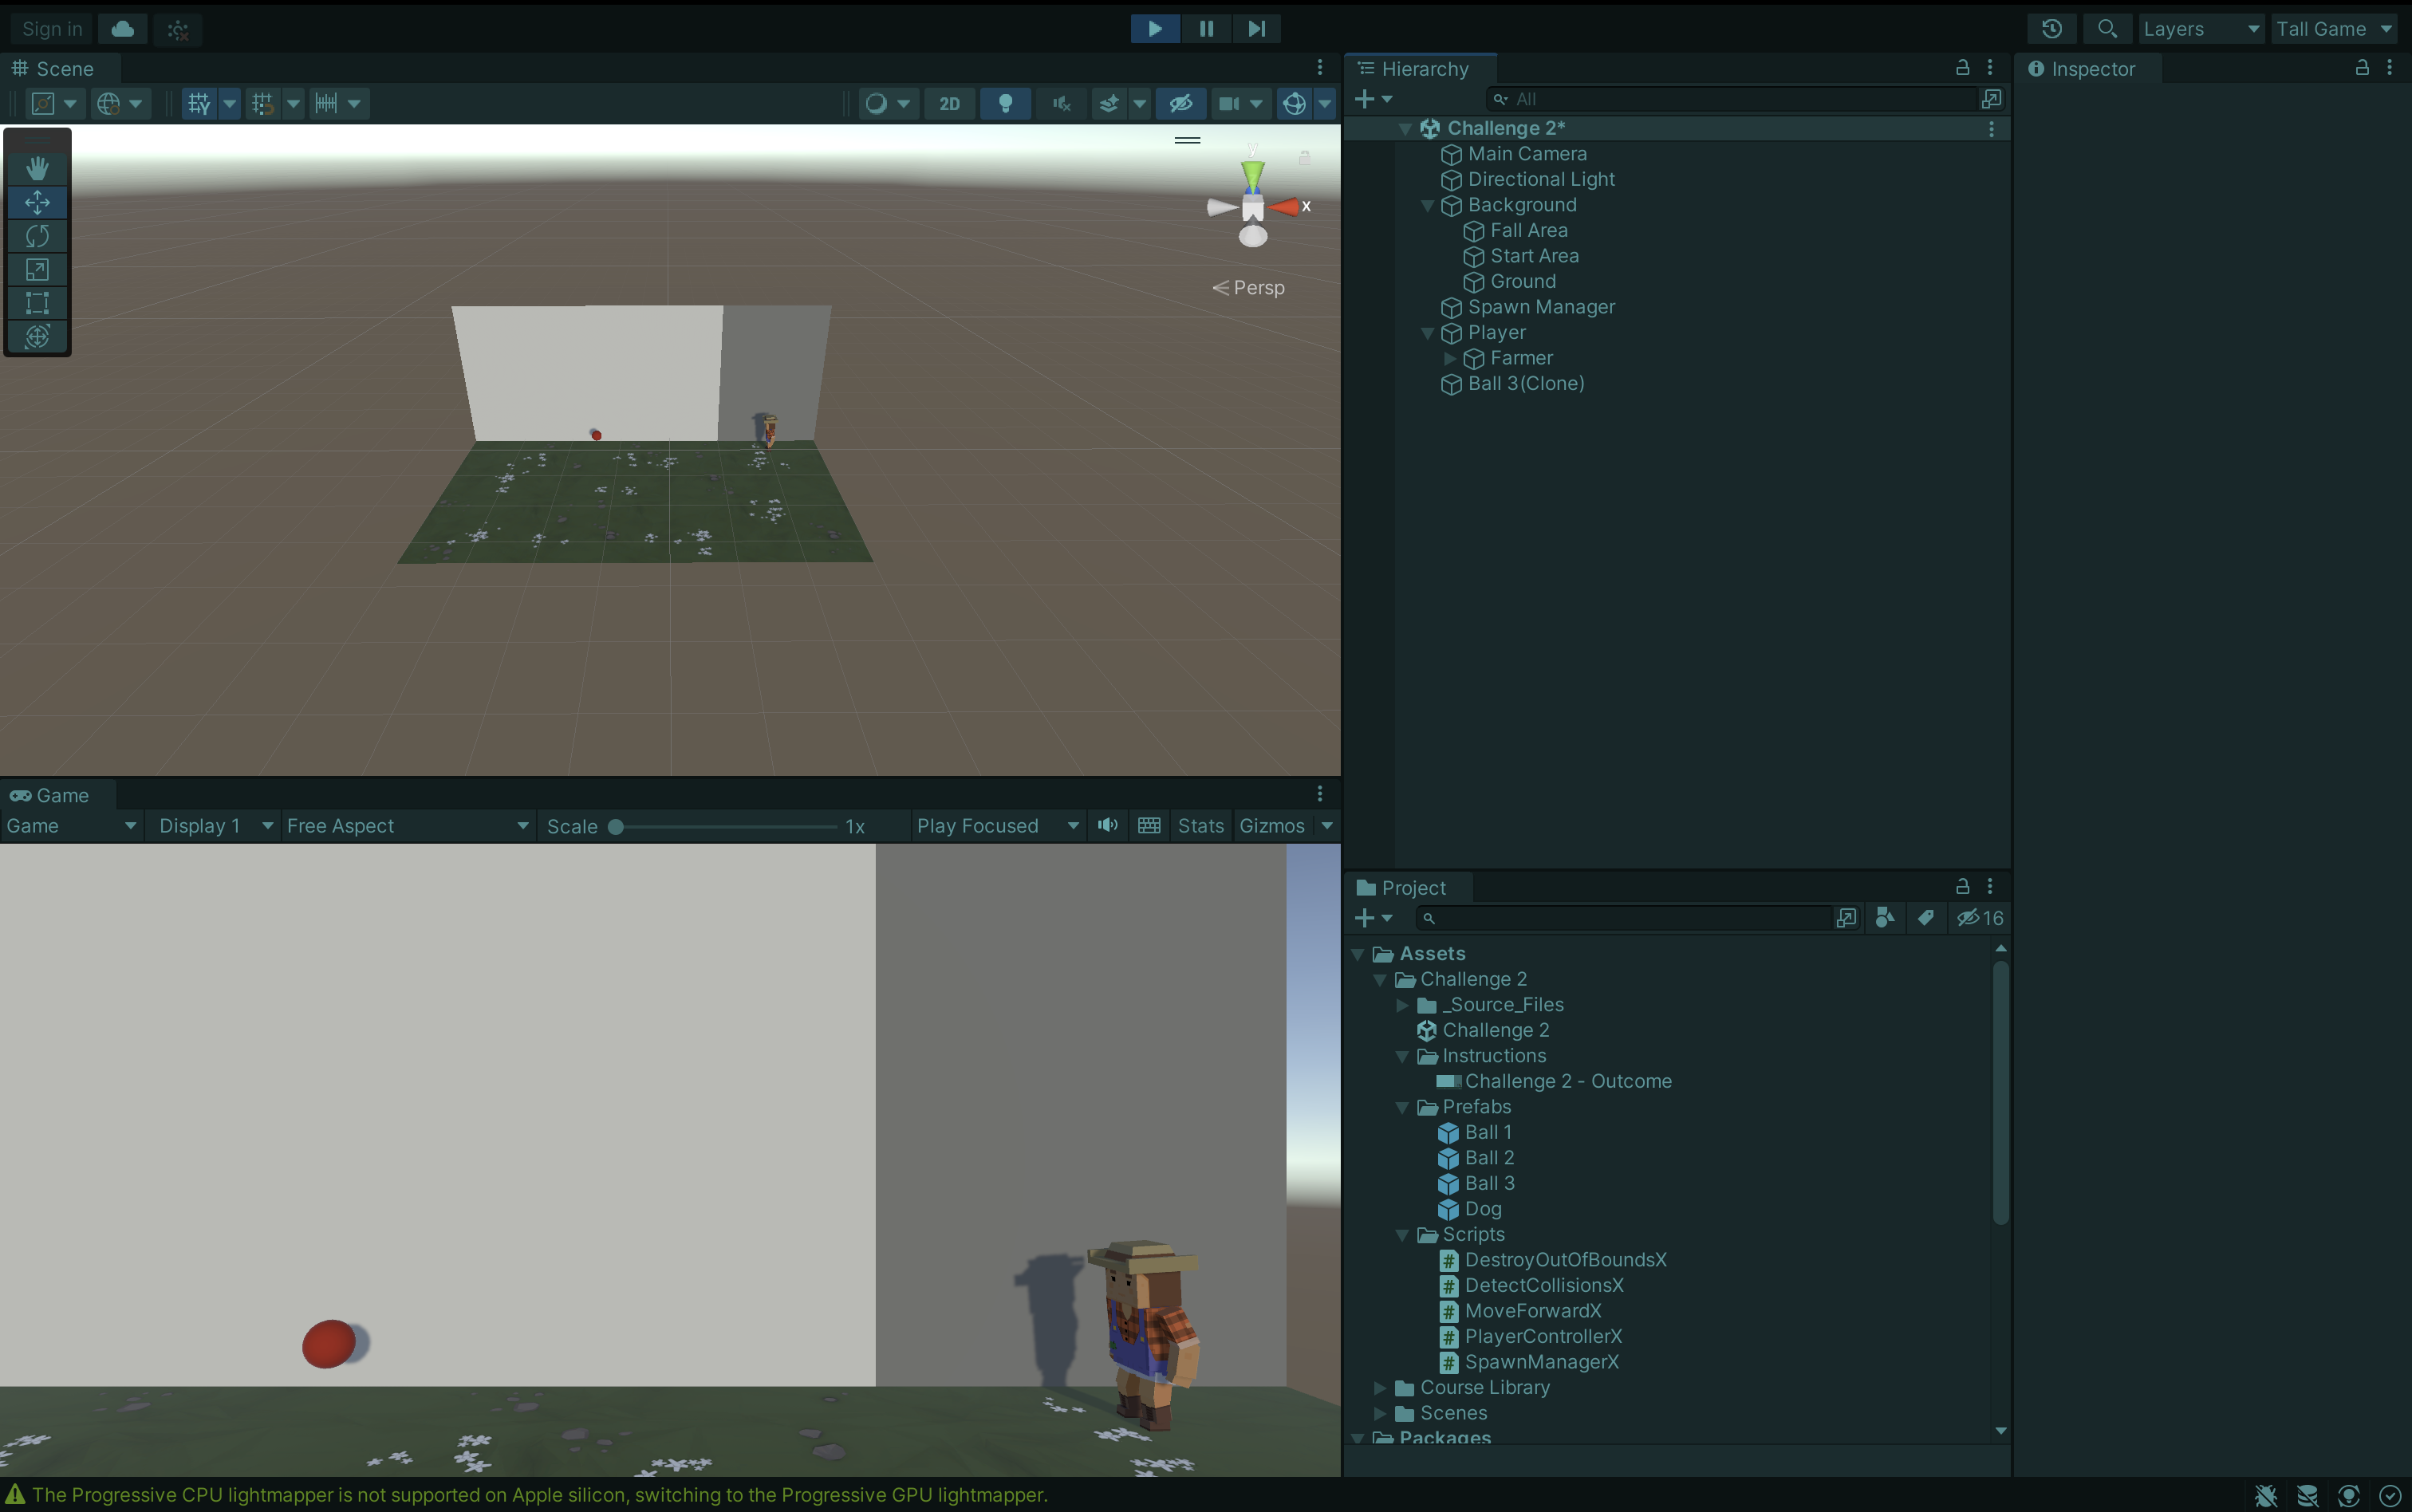 Sign in
Layers
Tall Game
Scene
2D
y
x
Persp
Game
Game
Display 1
Free Aspect
Scale
1x
Play Focused
Stats
Gizmos
The Progressive CPU lightmapper is not supported on Apple silicon, switching to the Progressive GPU lightmapper.
Hierarchy
All
Challenge 2*
Main Camera
Directional Light
Background
Fall Area
Start Area
Ground
Spawn Manager
Player
Farmer
Ball 3(Clone)
Project
16
Assets
Challenge 2
_Source_Files
Challenge 2
Instructions
Challenge 2 - Outcome
Prefabs
Ball 1
Ball 2
Ball 3
Dog
Scripts
DestroyOutOfBoundsX
DetectCollisionsX
MoveForwardX
PlayerControllerX
SpawnManagerX
Course Library
Scenes
Packages
Inspector